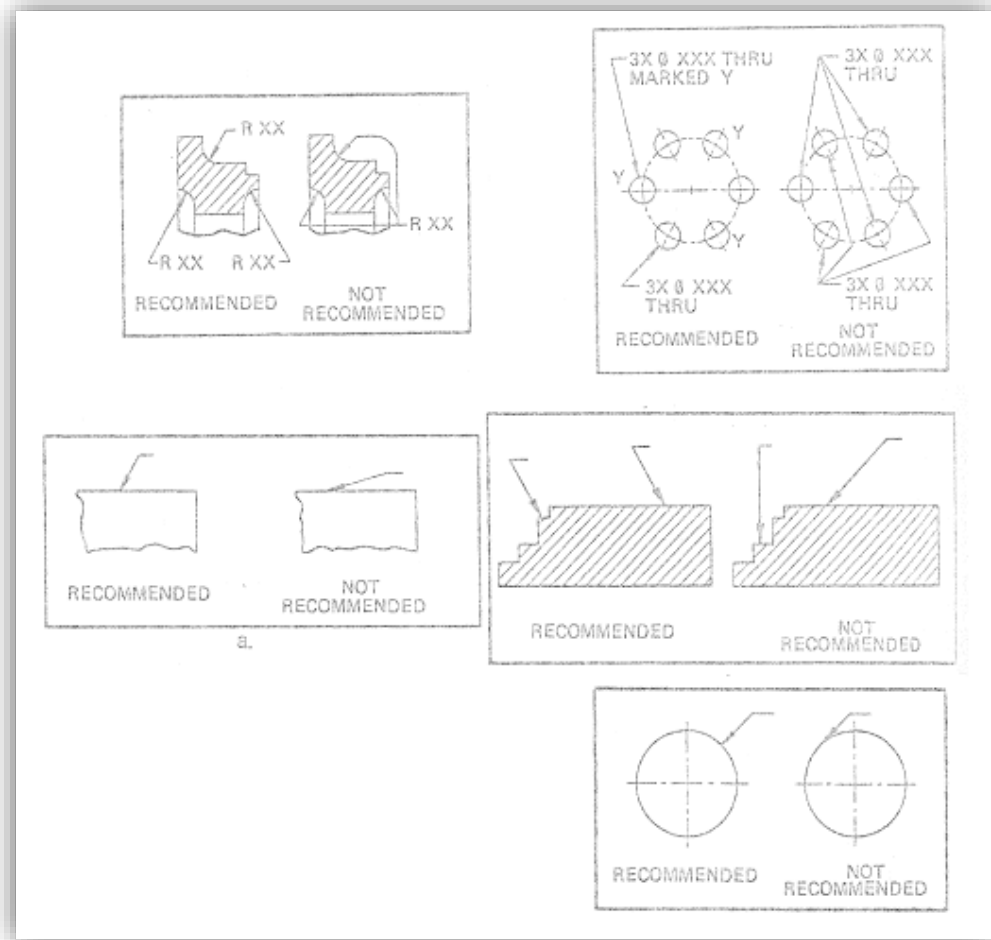 R XX
R XX
R XX
R XX
RECOMMENDED
NOT
RECOMMENDED
3X Ø XXX THRU
MARKED Y
3X Ø XXX
THRU
Y
Y
Y
3X Ø XXX
THRU
3X Ø XXX
THRU
RECOMMENDED
NOT
RECOMMENDED
RECOMMENDED
NOT
RECOMMENDED
a.
RECOMMENDED
NOT
RECOMMENDED
RECOMMENDED
NOT
RECOMMENDED